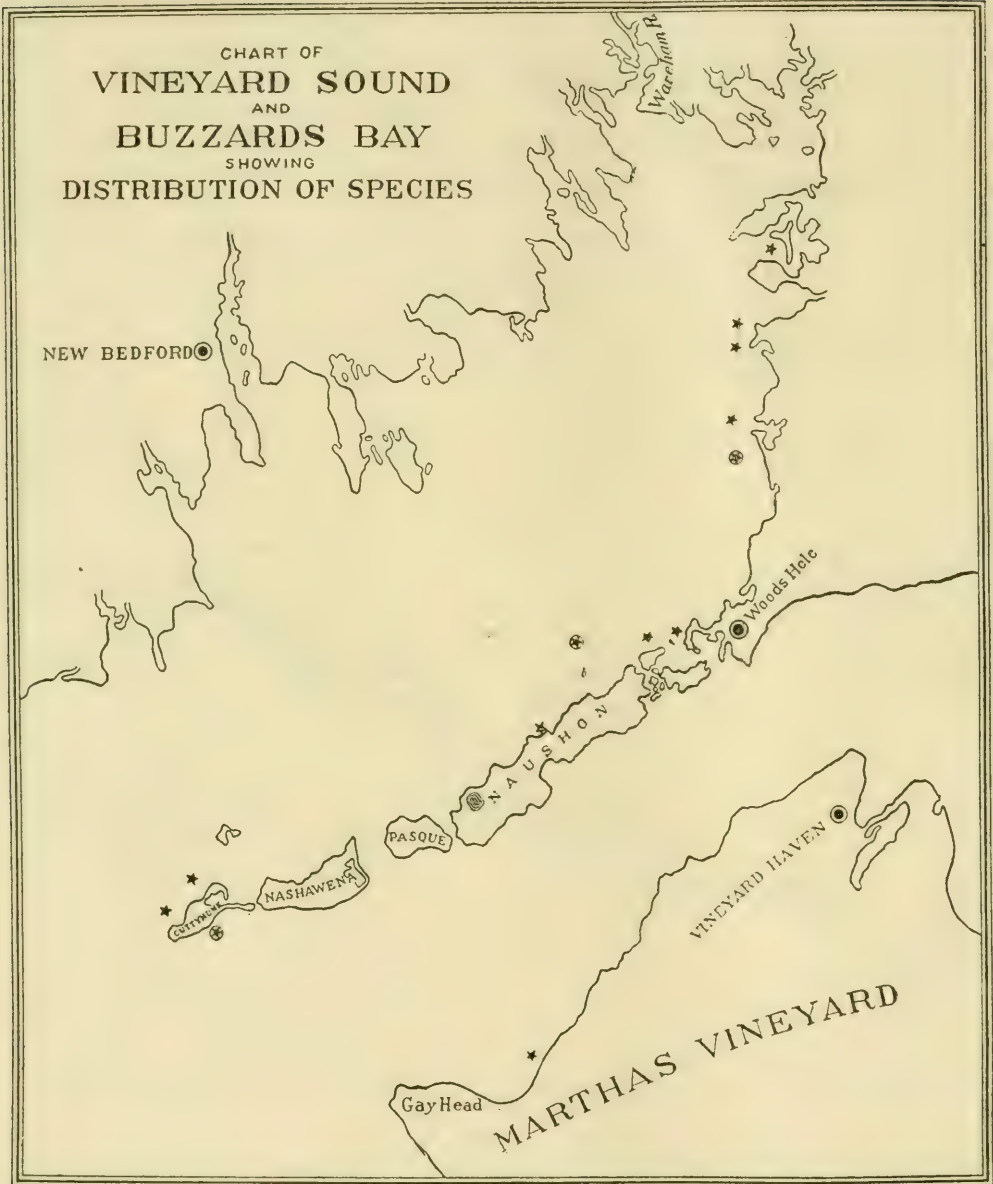 CHART OF
VINEYARD SOUND
AND
BUZZARDS BAY
SHOWING
DISTRIBUTION OF SPECIES
Wareham R
NEW BEDFORD
Woods Hole
NAUSHON
PASQUE
NASHAWENA
CUTTYHUNK
VINEYARD HAVEN
MARTHAS VINEYARD
Gay Head